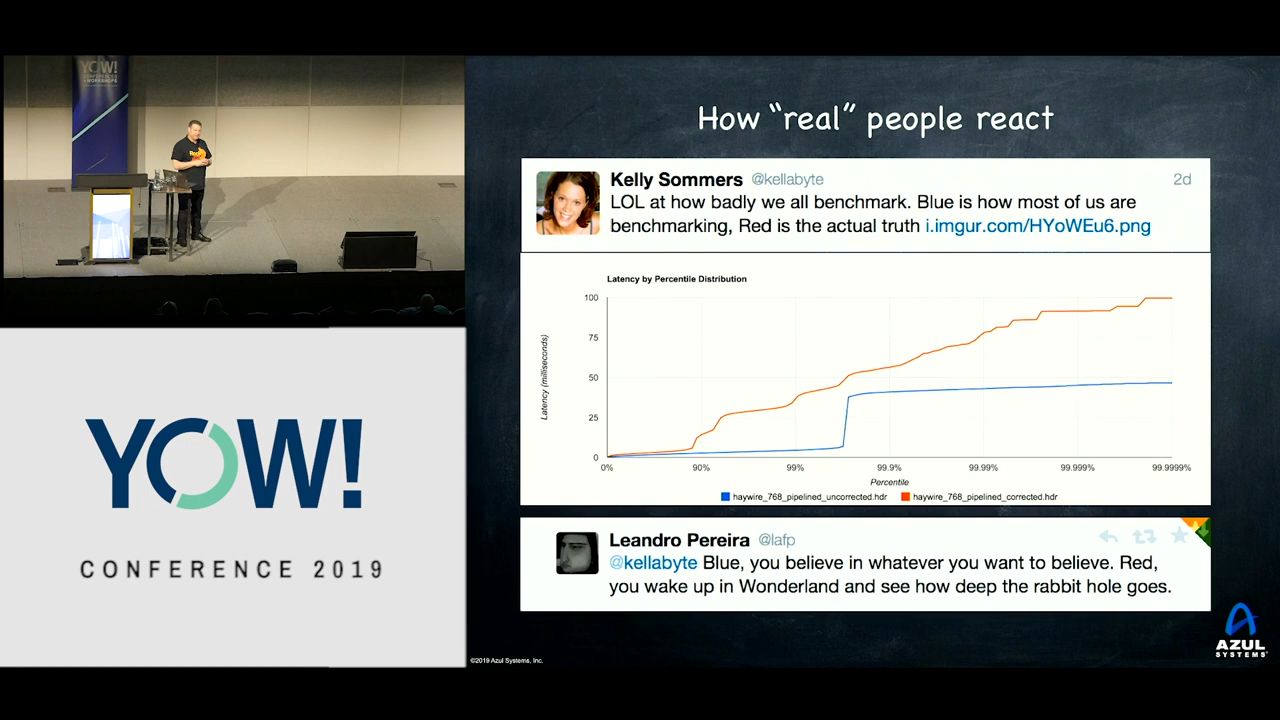 YOW!
How “real” people react
Kelly Sommers @kellabyte 2d
LOL at how badly we all benchmark. Blue is how most of us are
benchmarking, Red is the actual truth i.imgur.com/HYoWEu6.png
Latency by Percentile Distribution
Latency (milliseconds)
100
75
50
25
0
0% 90% 99% 99.9% 99.99% 99.999% 99.9999%
Percentile
haywire_768_pipelined_uncorrected.hdr haywire_768_pipelined_corrected.hdr
Leandro Pereira @lafp
@kellabyte Blue, you believe in whatever you want to believe. Red,
you wake up in Wonderland and see how deep the rabbit hole goes.
YOW!
CONFERENCE 2019
©2019 Azul Systems, Inc.
AZUL
SYSTEMS